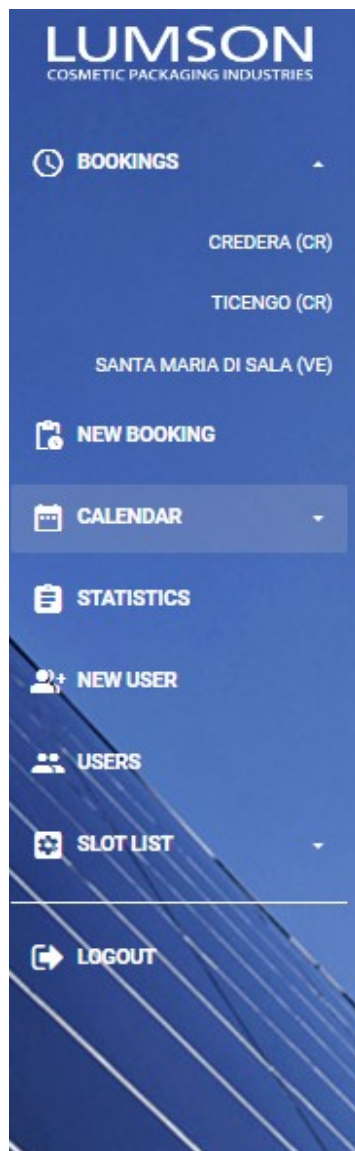 LUMSON
COSMETIC PACKAGING INDUSTRIES
BOOKINGS
CREDERA (CR)
TICENGO (CR)
SANTA MARIA DI SALA (VE)
NEW BOOKING
CALENDAR
STATISTICS
NEW USER
USERS
SLOT LIST
LOGOUT